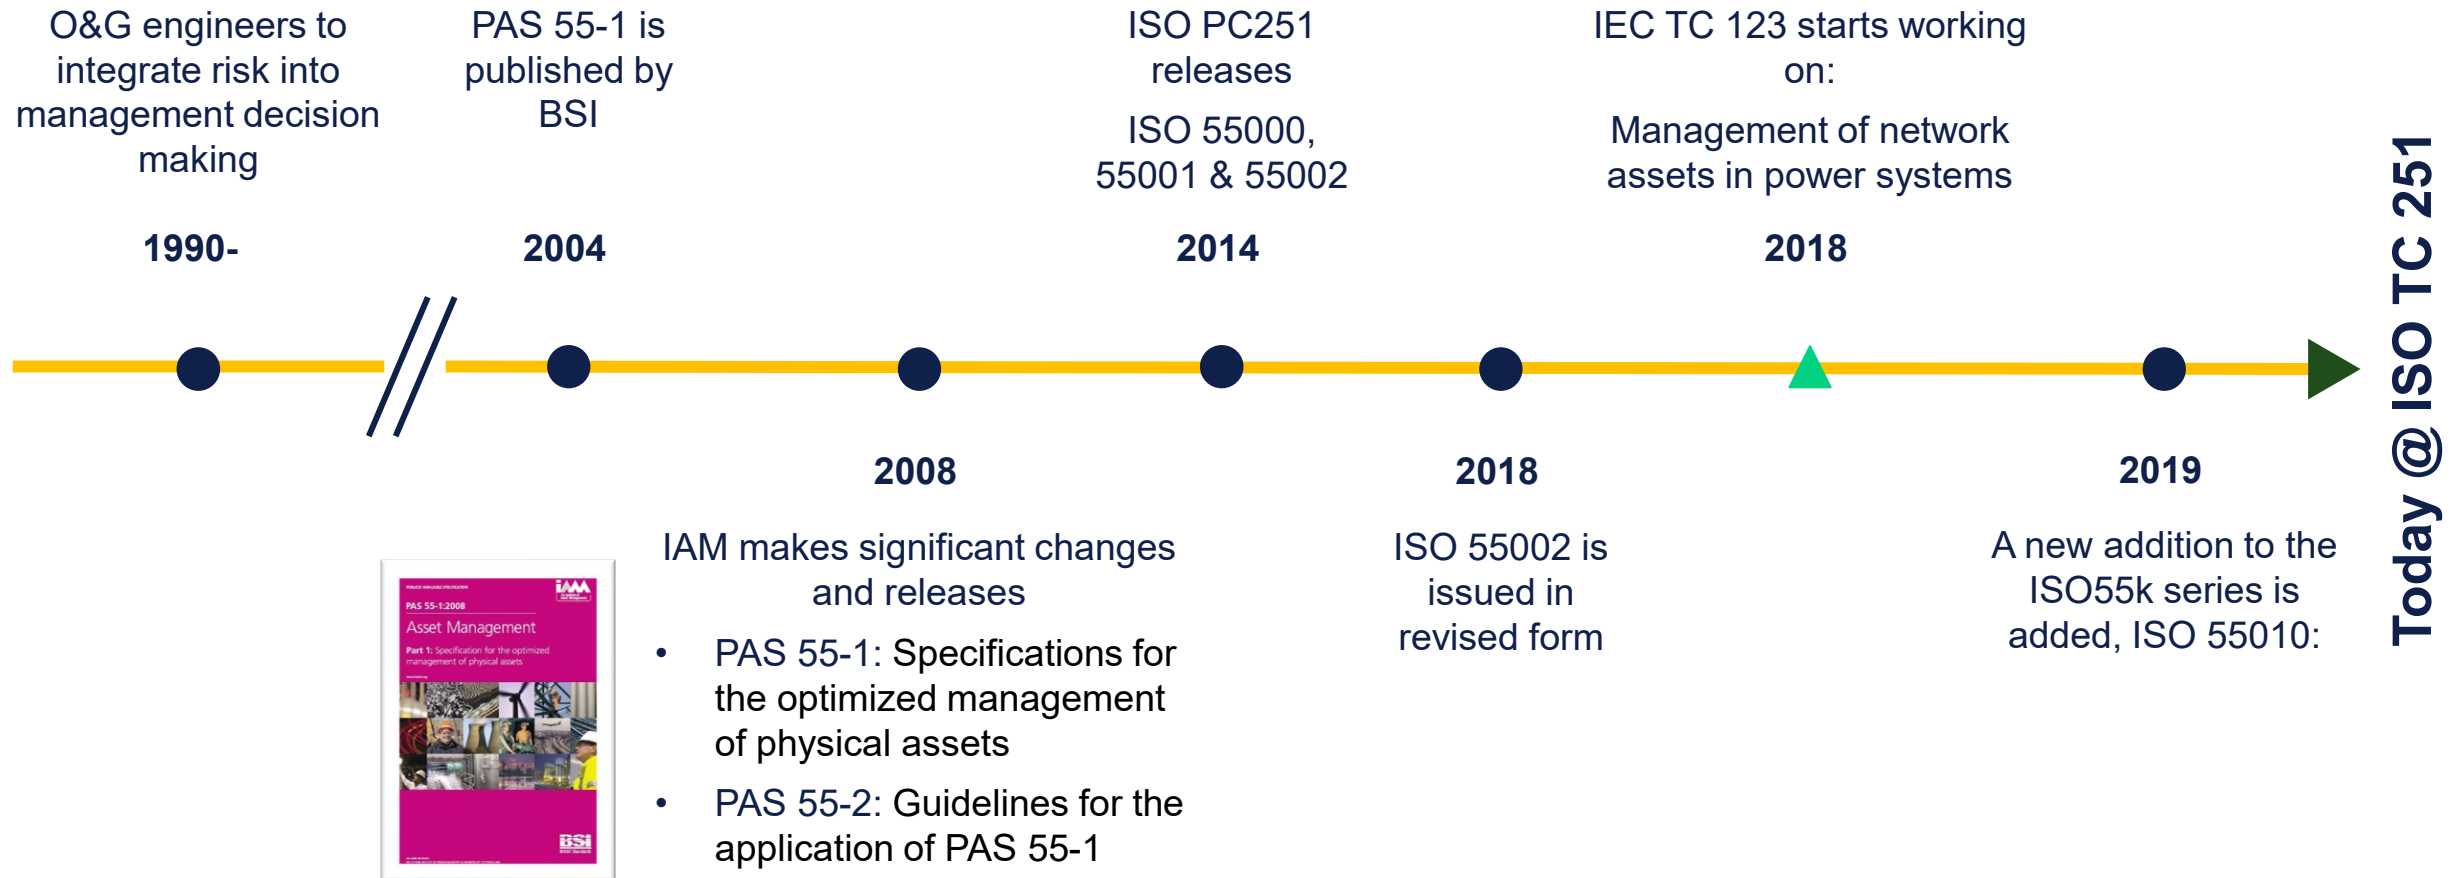 O&G engineers to
integrate risk into
management decision
making
1990-
PAS 55-1 is
published by
BSI
2004
ISO PC251
releases
ISO 55000,
55001 & 55002
2014
IEC TC 123 starts working
on:
Management of network
assets in power systems
2018
Today @ ISO TC 251
2008
IAM makes significant changes
and releases
• PAS 55-1: Specifications for
the optimized management
of physical assets
• PAS 55-2: Guidelines for the
application of PAS 55-1
2018
ISO 55002 is
issued in
revised form
2019
A new addition to the
ISO55k series is
added, ISO 55010:
PUBLICLY AVAILABLE SPECIFICATION
PAS 55-1:2008
Asset Management
Part 1: Specification for the optimized
management of physical assets
BSi
British Standards